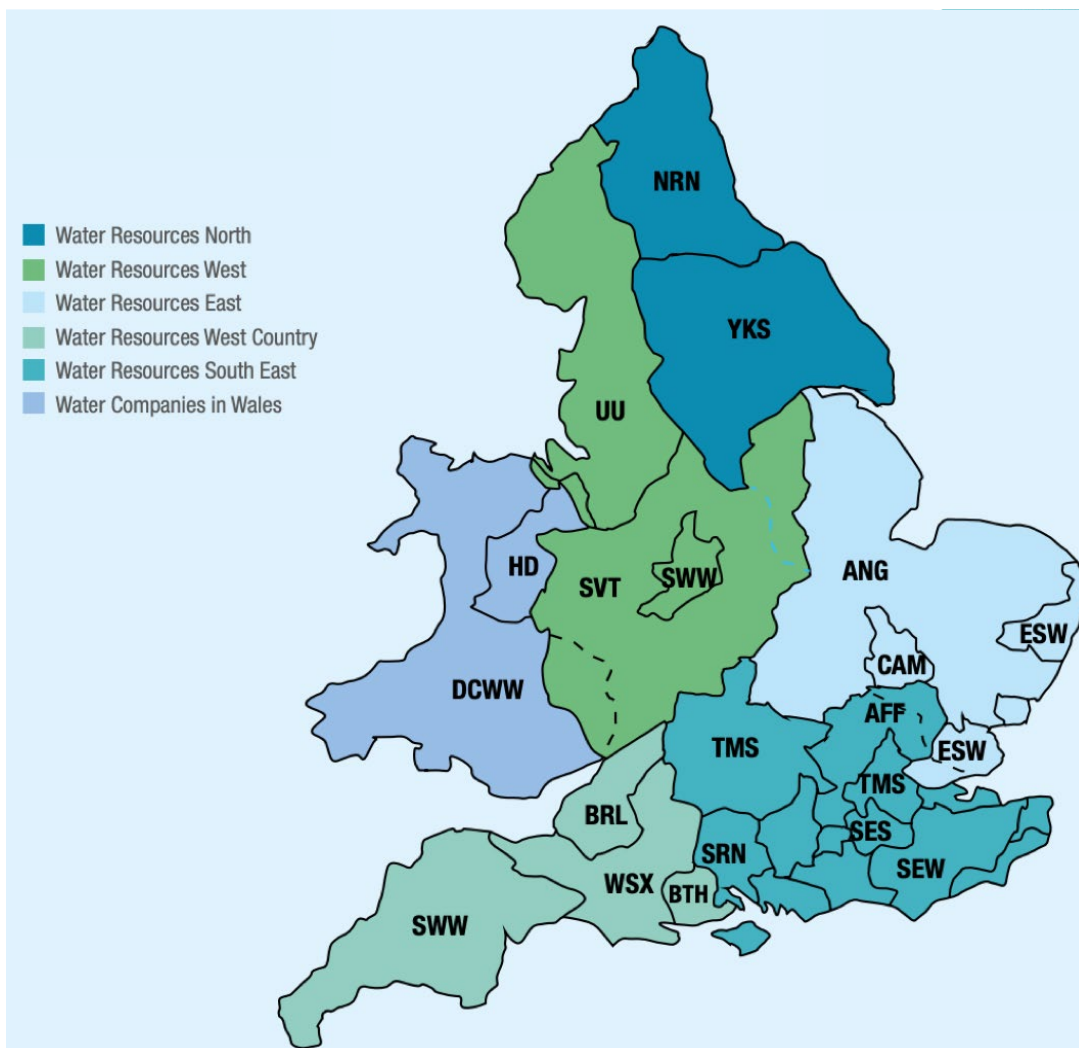 Water Resources North
Water Resources West
Water Resources East
Water Resources West Country
Water Resources South East
Water Companies in Wales
NRN
YKS
UU
HD
SVT
SWW
ANG
ESW
CAM
DCWW
AFF
TMS
ESW
TMS
BRL
SES
SRN
SEW
WSX
BTH
SWW